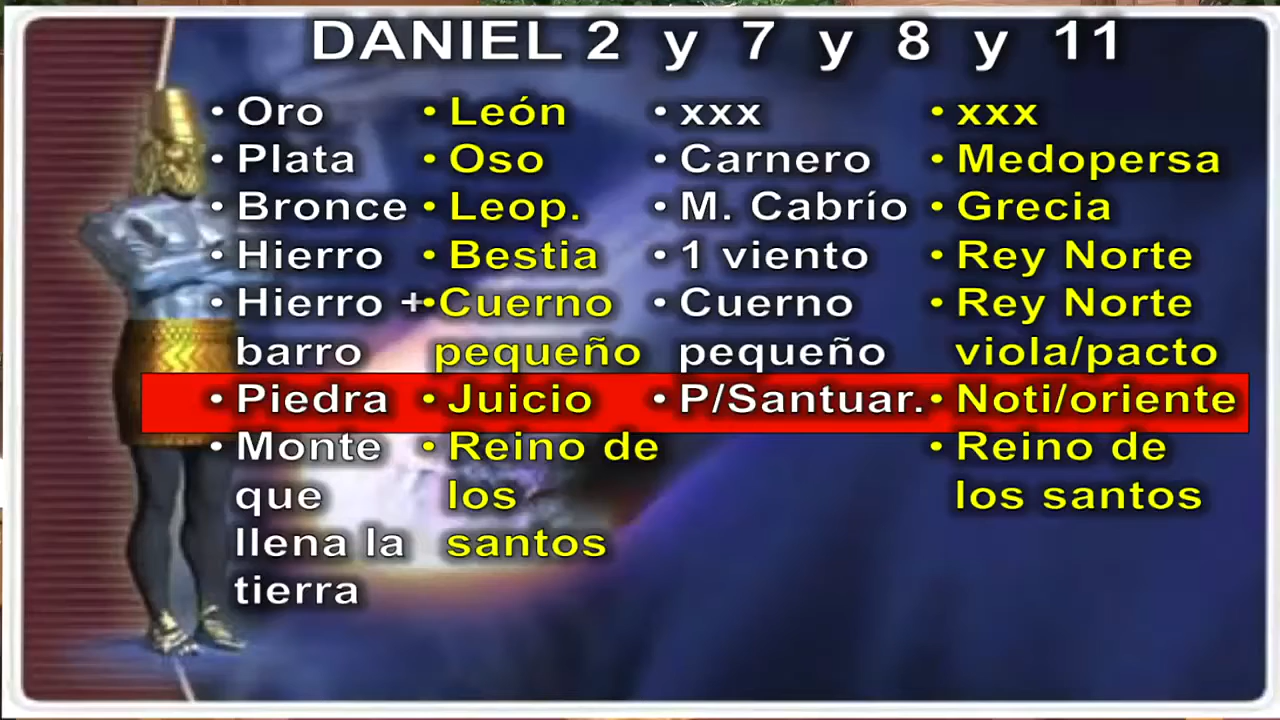 DANIEL 2 y 7 y 8 y 11
• Oro
• Plata
• Bronce
• Hierro
• Hierro +
barro
• Piedra
• Monte
que
llena la
tierra
• León
• Oso
• Leop.
• Bestia
• Cuerno
pequeño
• Juicio
• Reino de
los
santos
• xxx
• Carnero
• M. Cabrío
• 1 viento
• Cuerno
pequeño
• P/Santuar.
• xxx
• Medopersa
• Grecia
• Rey Norte
• Rey Norte
viola/pacto
• Noti/oriente
• Reino de
los santos